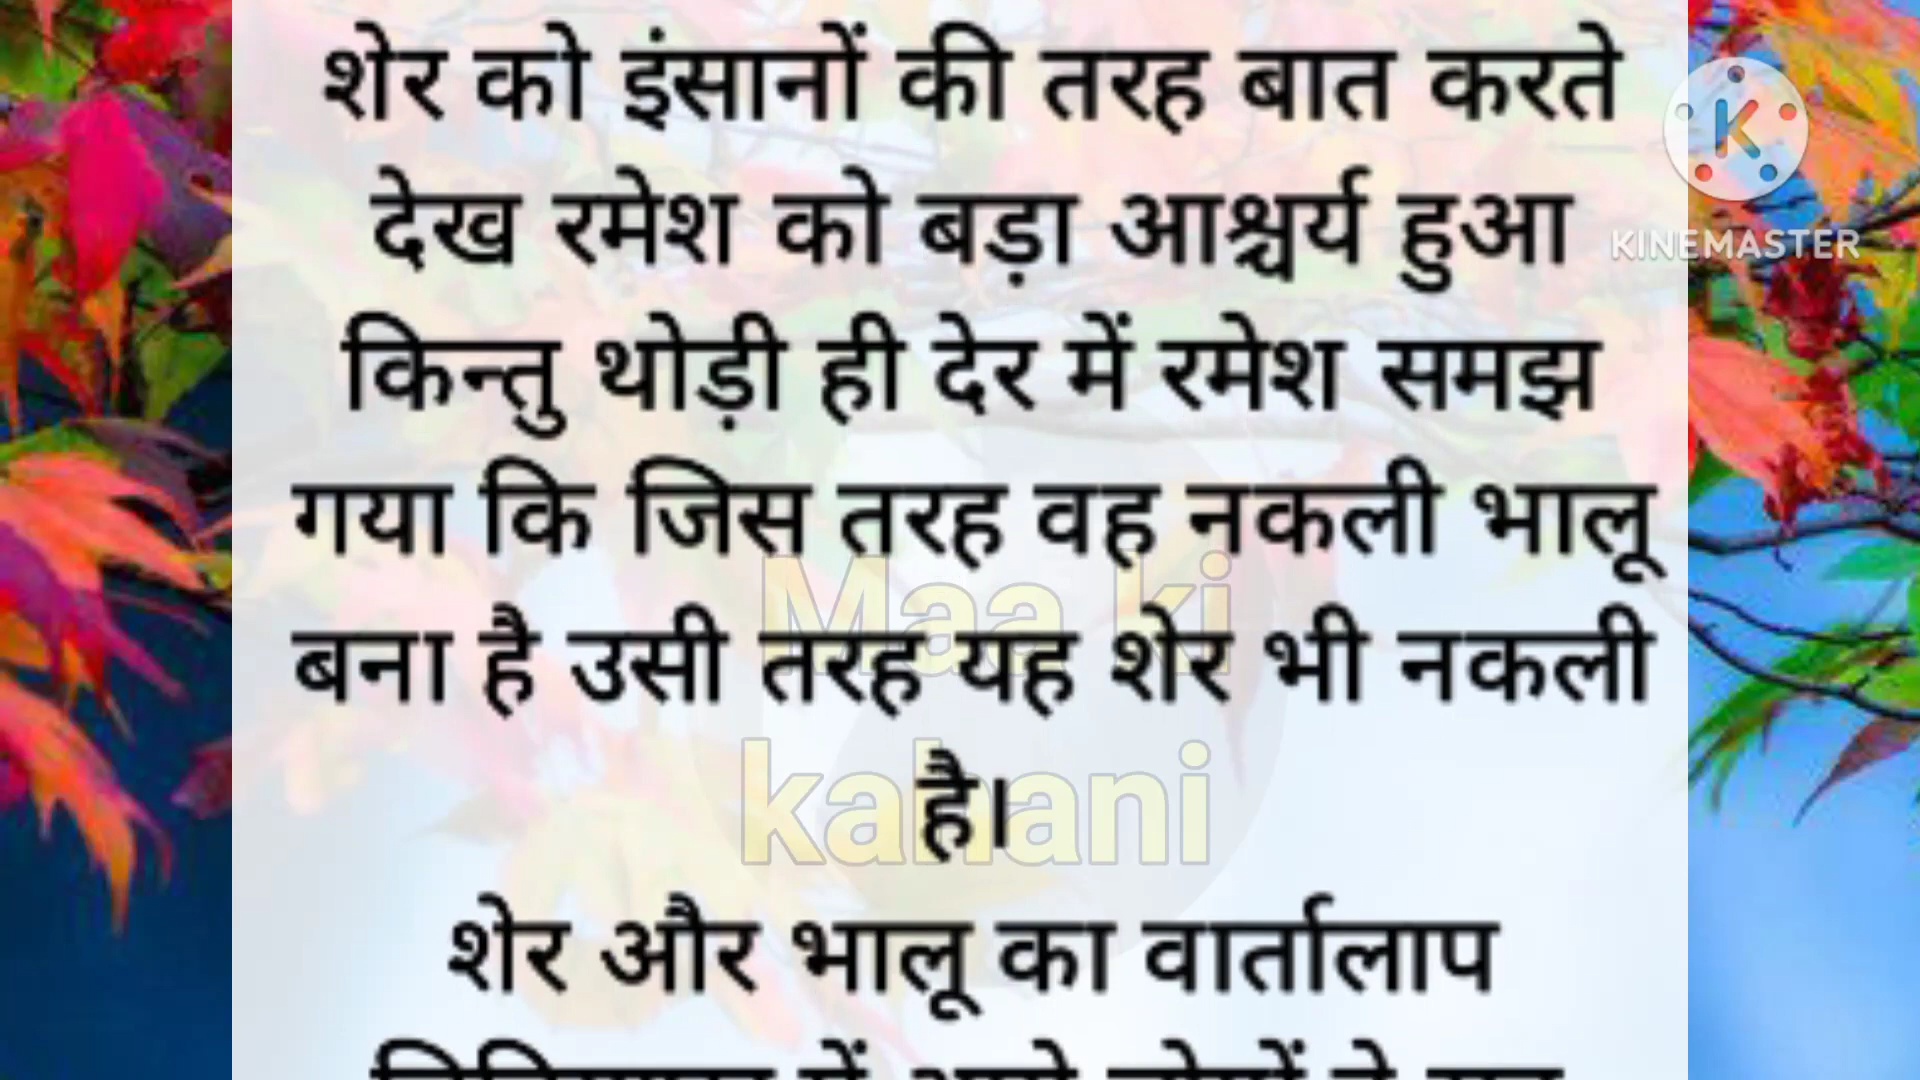 शेर को इंसानों की तरह बात करते
देख रमेश को बड़ा आश्चर्य हुआ
किन्तु थोड़ी ही देर में रमेश समझ
गया कि जिस तरह वह नकली भालू
बना है उसी तरह यह शेर भी नकली
है।
शेर और भालू का वार्तालाप
K
KINEMASTER
Maa ki
kahani